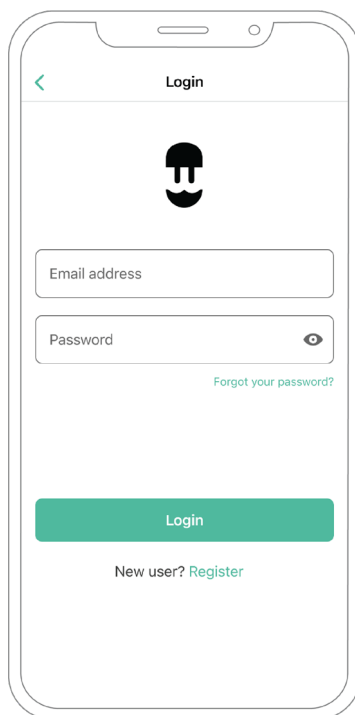 Login
Email address
Password
Forgot your password?
Login
New user? Register